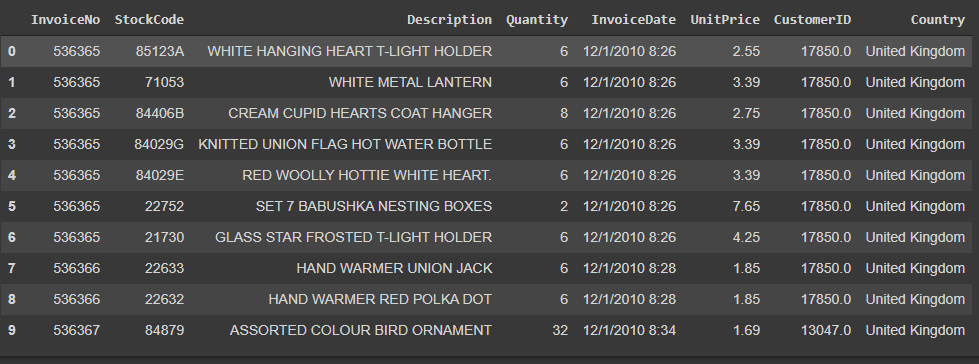 InvoiceNo StockCode Description Quantity InvoiceDate UnitPrice CustomerID Country
0 536365 85123A WHITE HANGING HEART T-LIGHT HOLDER 6 12/1/2010 8:26 2.55 17850.0 United Kingdom
1 536365 71053 WHITE METAL LANTERN 6 12/1/2010 8:26 3.39 17850.0 United Kingdom
2 536365 84406B CREAM CUPID HEARTS COAT HANGER 8 12/1/2010 8:26 2.75 17850.0 United Kingdom
3 536365 84029G KNITTED UNION FLAG HOT WATER BOTTLE 6 12/1/2010 8:26 3.39 17850.0 United Kingdom
4 536365 84029E RED WOOLLY HOTTIE WHITE HEART. 6 12/1/2010 8:26 3.39 17850.0 United Kingdom
5 536365 22752 SET 7 BABUSHKA NESTING BOXES 2 12/1/2010 8:26 7.65 17850.0 United Kingdom
6 536365 21730 GLASS STAR FROSTED T-LIGHT HOLDER 6 12/1/2010 8:26 4.25 17850.0 United Kingdom
7 536366 22633 HAND WARMER UNION JACK 6 12/1/2010 8:28 1.85 17850.0 United Kingdom
8 536366 22632 HAND WARMER RED POLKA DOT 6 12/1/2010 8:28 1.85 17850.0 United Kingdom
9 536367 84879 ASSORTED COLOUR BIRD ORNAMENT 32 12/1/2010 8:34 1.69 13047.0 United Kingdom